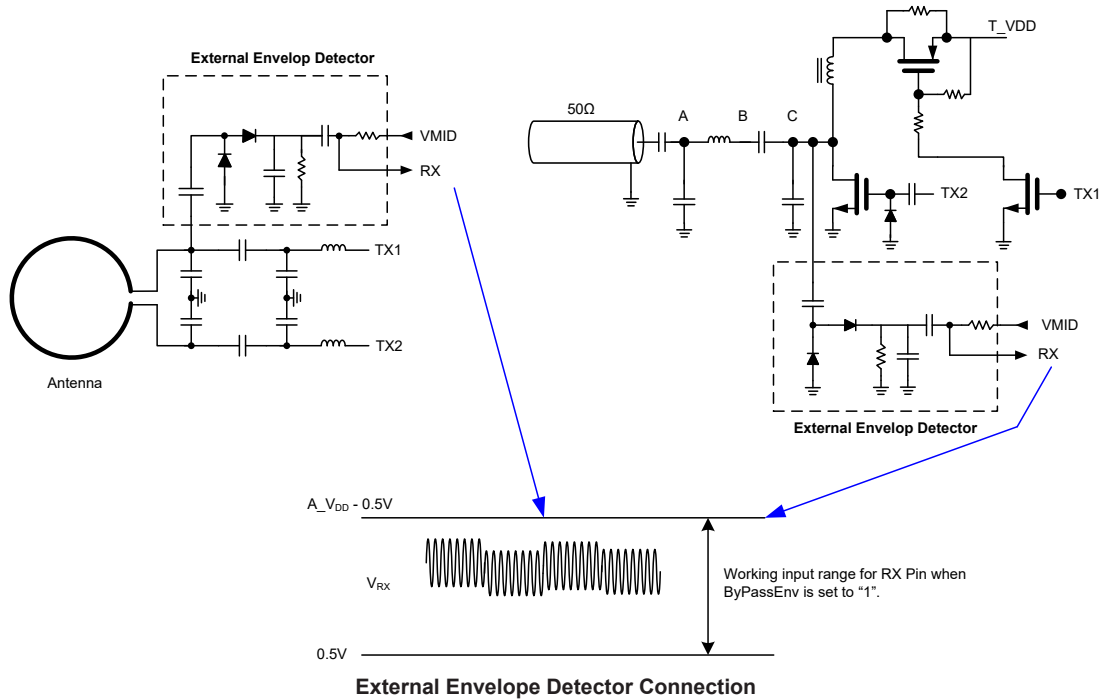 External Envelop Detector
VMID
RX
TX1
TX2
Antenna
T_VDD
50Ω
A
B
C
TX2
TX1
VMID
RX
External Envelop Detector
A_VDD - 0.5V
VRX
Working input range for RX Pin when
ByPassEnv is set to “1”.
0.5V
External Envelope Detector Connection